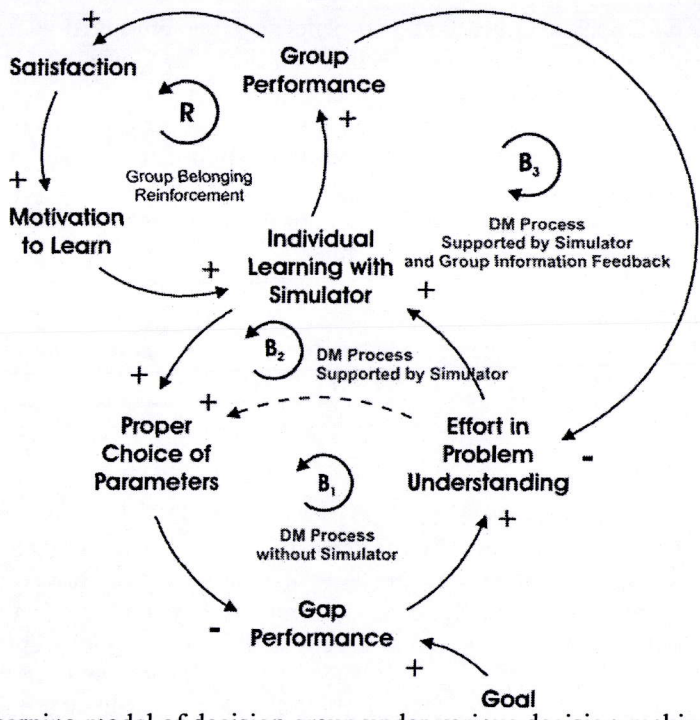 +
Satisfaction
Group
Performance
R
+
Group Belonging
Reinforcement
B3
+
Motivation
to Learn
DM Process
Supported by Simulator
and Group Information Feedback
Individual
Learning with
Simulator
+
+
B2
DM Process
Supported by Simulator
+
+
Proper
Choice of
Parameters
Effort in
Problem
Understanding
-
B1
DM Process
without Simulator
+
-
Gap
Performance
+
Goal